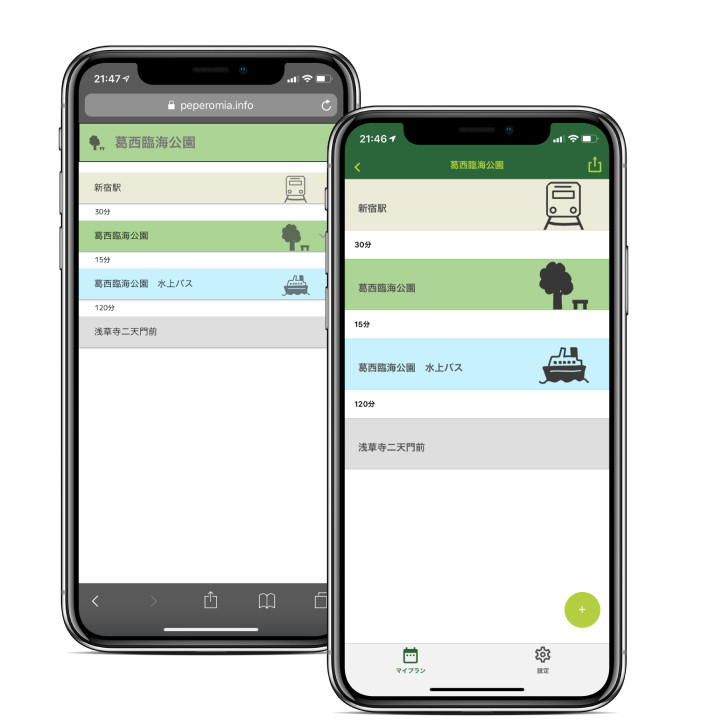 21:47
peperomia.info
葛西臨海公園
新宿駅
30分
葛西臨海公園
15分
葛西臨海公園 水上バス
120分
浅草寺二天門前
21:46
葛西臨海公園
新宿駅
30分
葛西臨海公園
15分
葛西臨海公園 水上バス
120分
浅草寺二天門前
+
マイプラン
設定